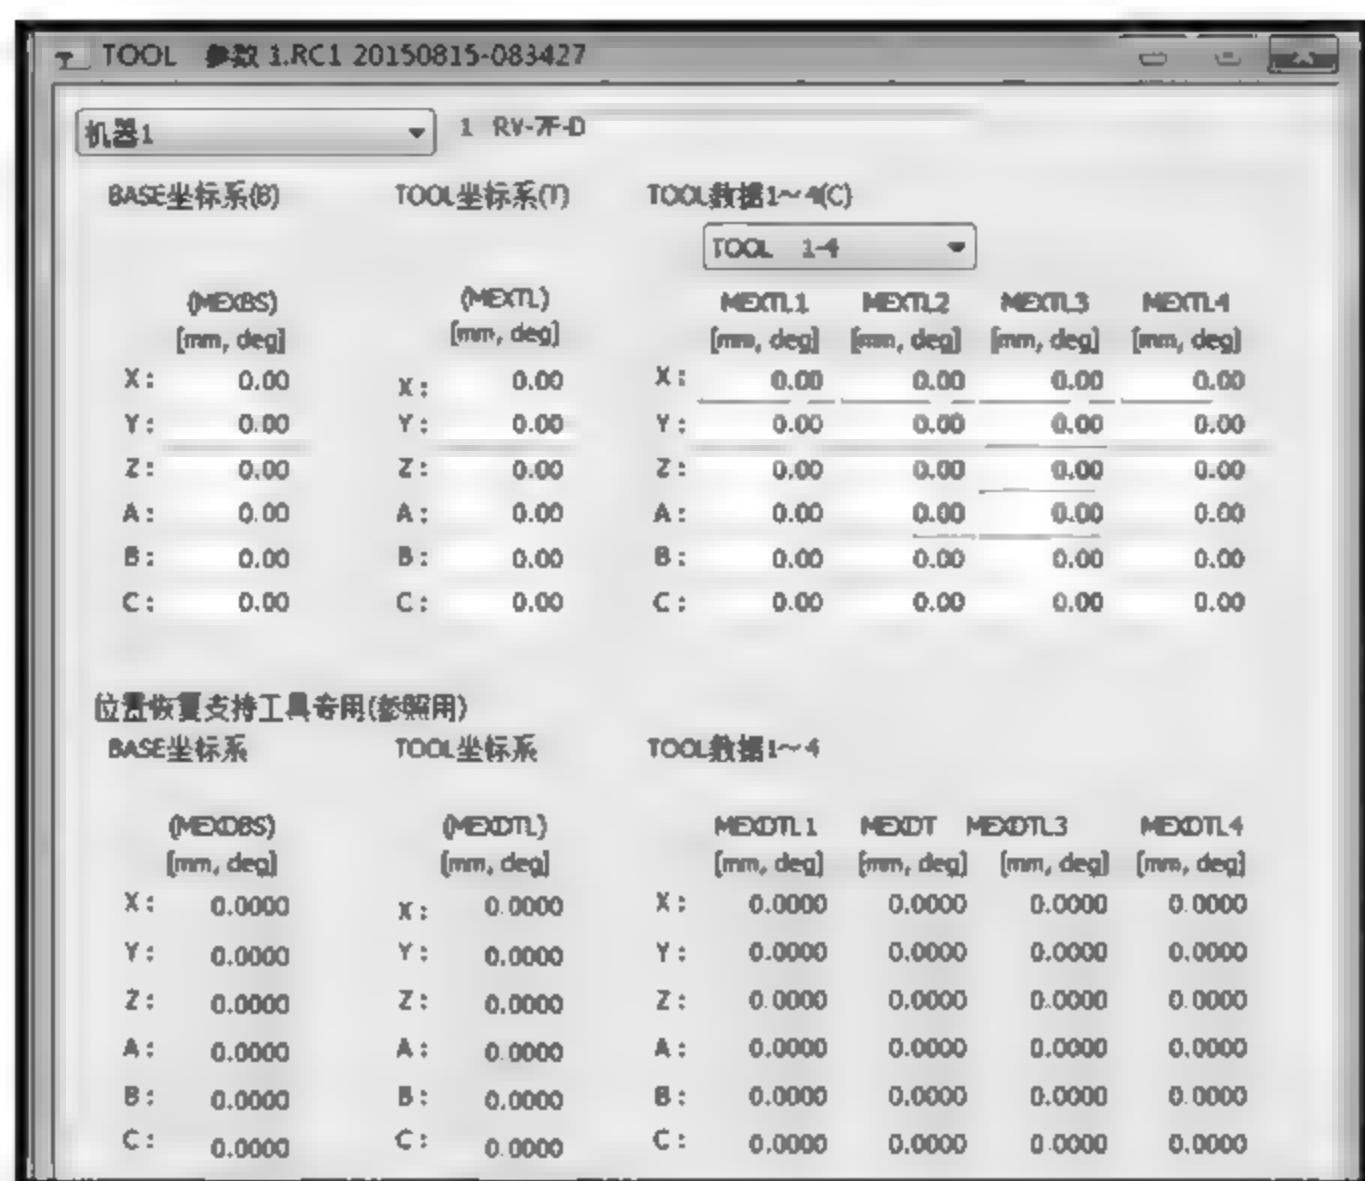 TOOL 参数 1.RC1 20150815-083427
机器1 1 RV-7F-D
BASE坐标系(B) TOOL坐标系(T) TOOL数据1~4(C)
TOOL 1-4
(MEXBS) (MEXTL) MEXTL1 MEXTL2 MEXTL3 MEXTL4
[mm, deg] [mm, deg] [mm, deg] [mm, deg] [mm, deg] [mm, deg]
X: 0.00 X: 0.00 X: 0.00 0.00 0.00 0.00
Y: 0.00 Y: 0.00 Y: 0.00 0.00 0.00 0.00
Z: 0.00 Z: 0.00 Z: 0.00 0.00 0.00 0.00
A: 0.00 A: 0.00 A: 0.00 0.00 0.00 0.00
B: 0.00 B: 0.00 B: 0.00 0.00 0.00 0.00
C: 0.00 C: 0.00 C: 0.00 0.00 0.00 0.00
位置恢复支持工具专用(参照用)
BASE坐标系 TOOL坐标系 TOOL数据1~4
(MEXDBS) (MEXDTL) MEXDTL1 MEXDT MEXDTL3 MEXDTL4
[mm, deg] [mm, deg] [mm, deg] [mm, deg] [mm, deg] [mm, deg]
X: 0.0000 X: 0.0000 X: 0.0000 0.0000 0.0000 0.0000
Y: 0.0000 Y: 0.0000 Y: 0.0000 0.0000 0.0000 0.0000
Z: 0.0000 Z: 0.0000 Z: 0.0000 0.0000 0.0000 0.0000
A: 0.0000 A: 0.0000 A: 0.0000 0.0000 0.0000 0.0000
B: 0.0000 B: 0.0000 B: 0.0000 0.0000 0.0000 0.0000
C: 0.0000 C: 0.0000 C: 0.0000 0.0000 0.0000 0.0000